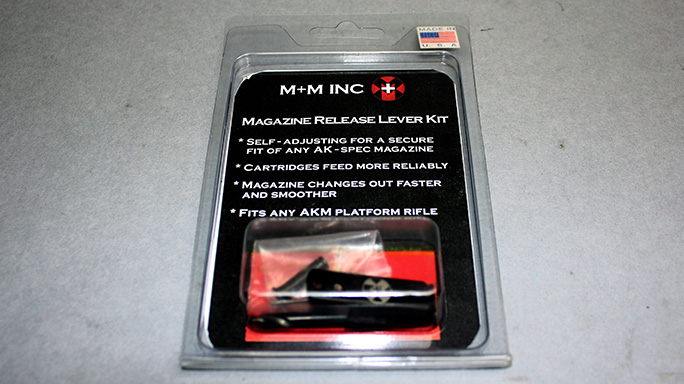 MADE IN
U. S. A
M+M INC
MAGAZINE RELEASE LEVER KIT
* SELF - ADJUSTING FOR A SECURE
FIT OF ANY AK - SPEC MAGAZINE
* CARTRIDGES FEED MORE RELIABLY
* MAGAZINE CHANGES OUT FASTER
AND SMOOTHER
* FITS ANY AKM PLATFORM RIFLE